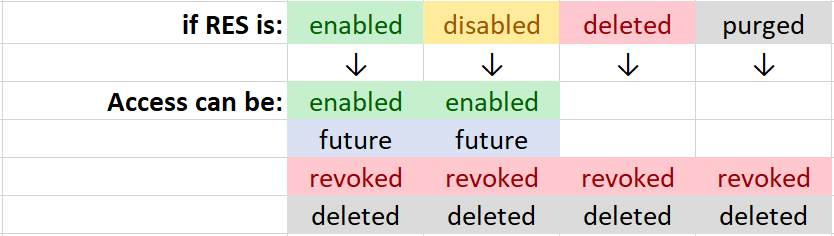 if RES is: enabled disabled deleted purged
↓ ↓ ↓ ↓
Access can be: enabled enabled
future future
revoked revoked revoked revoked
deleted deleted deleted deleted